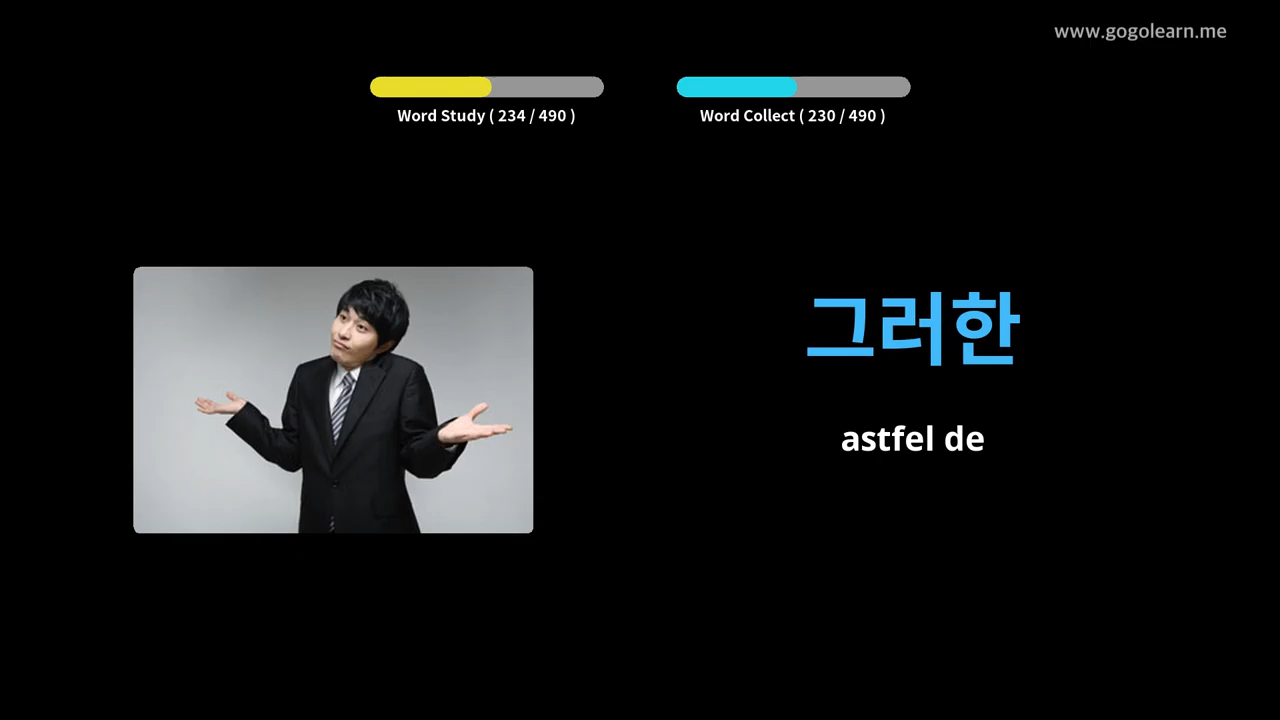 www.gogolearn.me
Word Study ( 234 / 490 )
Word Collect ( 230 / 490 )
그러한
astfel de